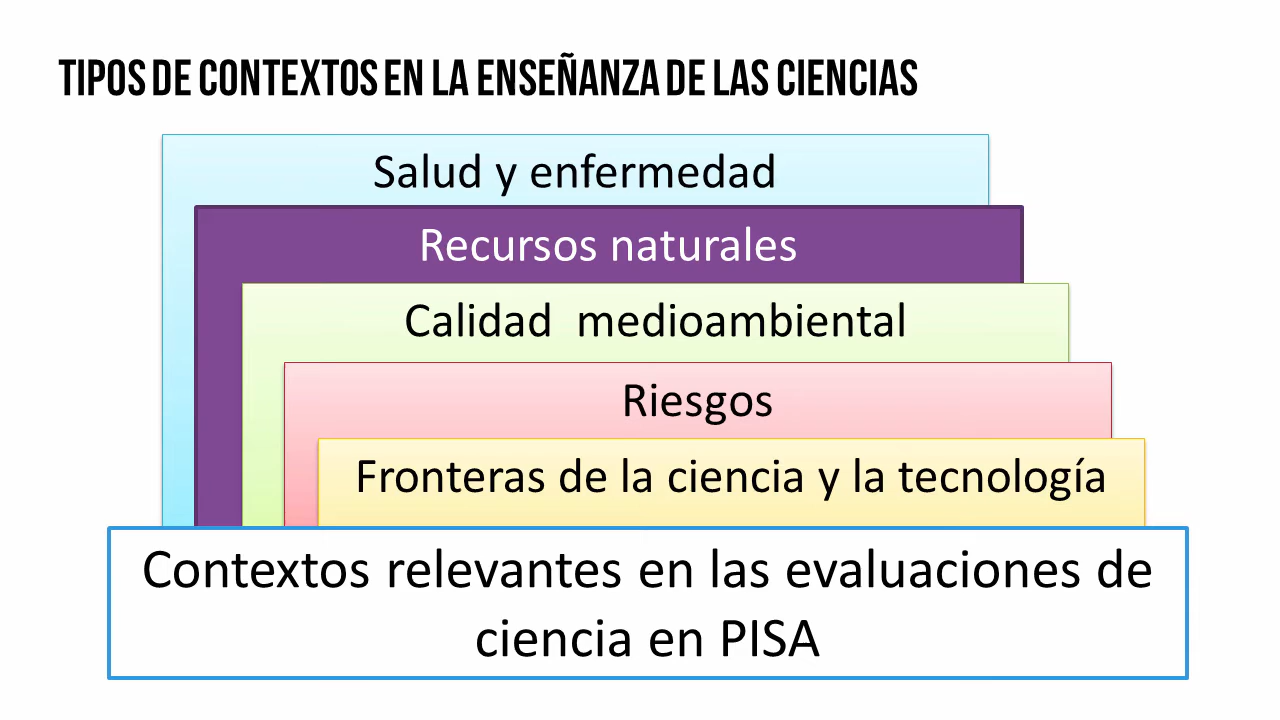 TIPOS DE CONTEXTOS EN LA ENSEÑANZA DE LAS CIENCIAS
Salud y enfermedad
Recursos naturales
Calidad medioambiental
Riesgos
Fronteras de la ciencia y la tecnología
Contextos relevantes en las evaluaciones de
ciencia en PISA